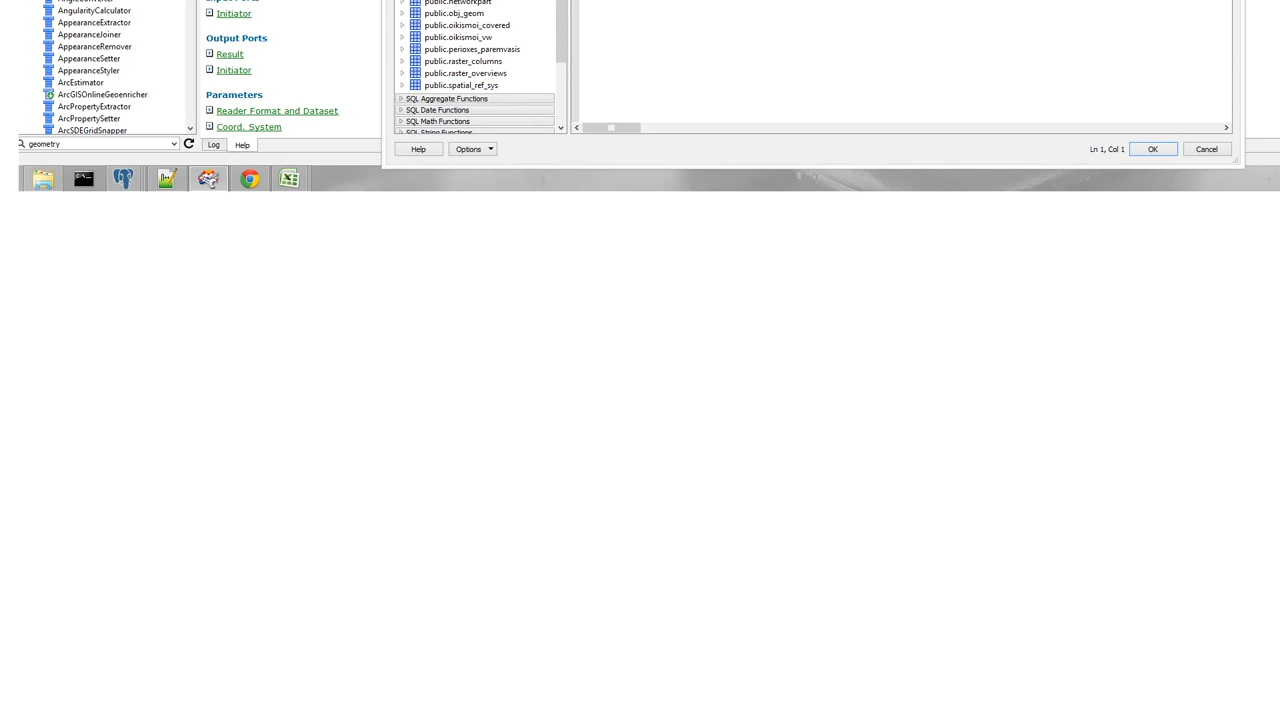 AngularityCalculator
AppearanceExtractor
AppearanceJoiner
AppearanceRemover
AppearanceSetter
AppearanceStyler
ArcEstimator
ArcGISOnlineGeoenricher
ArcPropertyExtractor
ArcPropertySetter
ArcSDEGridSnapper
geometry
Initiator
Output Ports
Result
Initiator
Parameters
Reader Format and Dataset
Coord. System
Log
Help
public.networkpart
public.obj_geom
public.oikismoi_covered
public.oikismoi_vw
public.perioxes_paremvasis
public.raster_columns
public.raster_overviews
public.spatial_ref_sys
SQL Aggregate Functions
SQL Date Functions
SQL Math Functions
SQL String Functions
Help
Options
Ln 1, Col 1
OK
Cancel